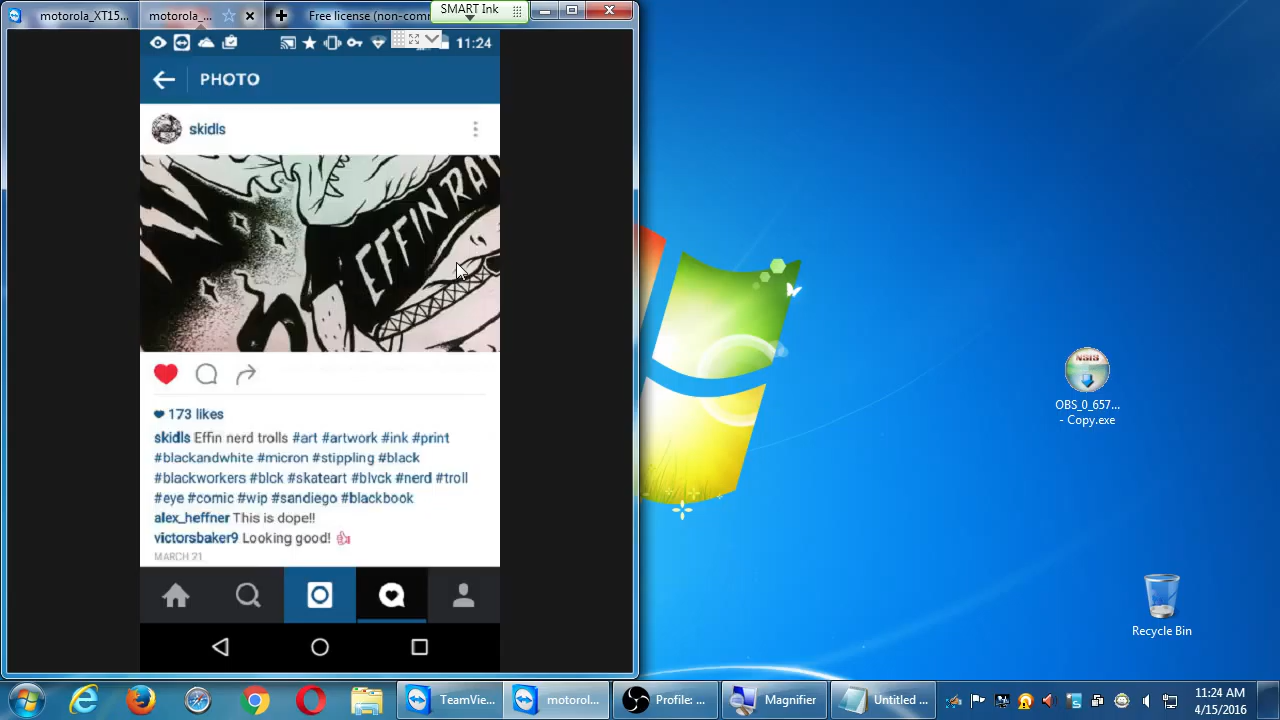 motorola_XT15... motorola_... Free license (non-com
SMART Ink
11:24
PHOTO
skidls
EFFIN RAT
173 likes
skidls Effin nerd trolls #art #artwork #ink #print
#blackandwhite #micron #stippling #black
#blackworkers #blck #skateart #blvck #nerd #troll
#eye #comic #wip #sandiego #blackbook
alex_heffner This is dope!!
victorsbaker9 Looking good!
MARCH 21
NSIS
OBS_0_657...
- Copy.exe
Recycle Bin
TeamVie... motorol... Profile: ... Magnifier Untitled ...
11:24 AM
4/15/2016